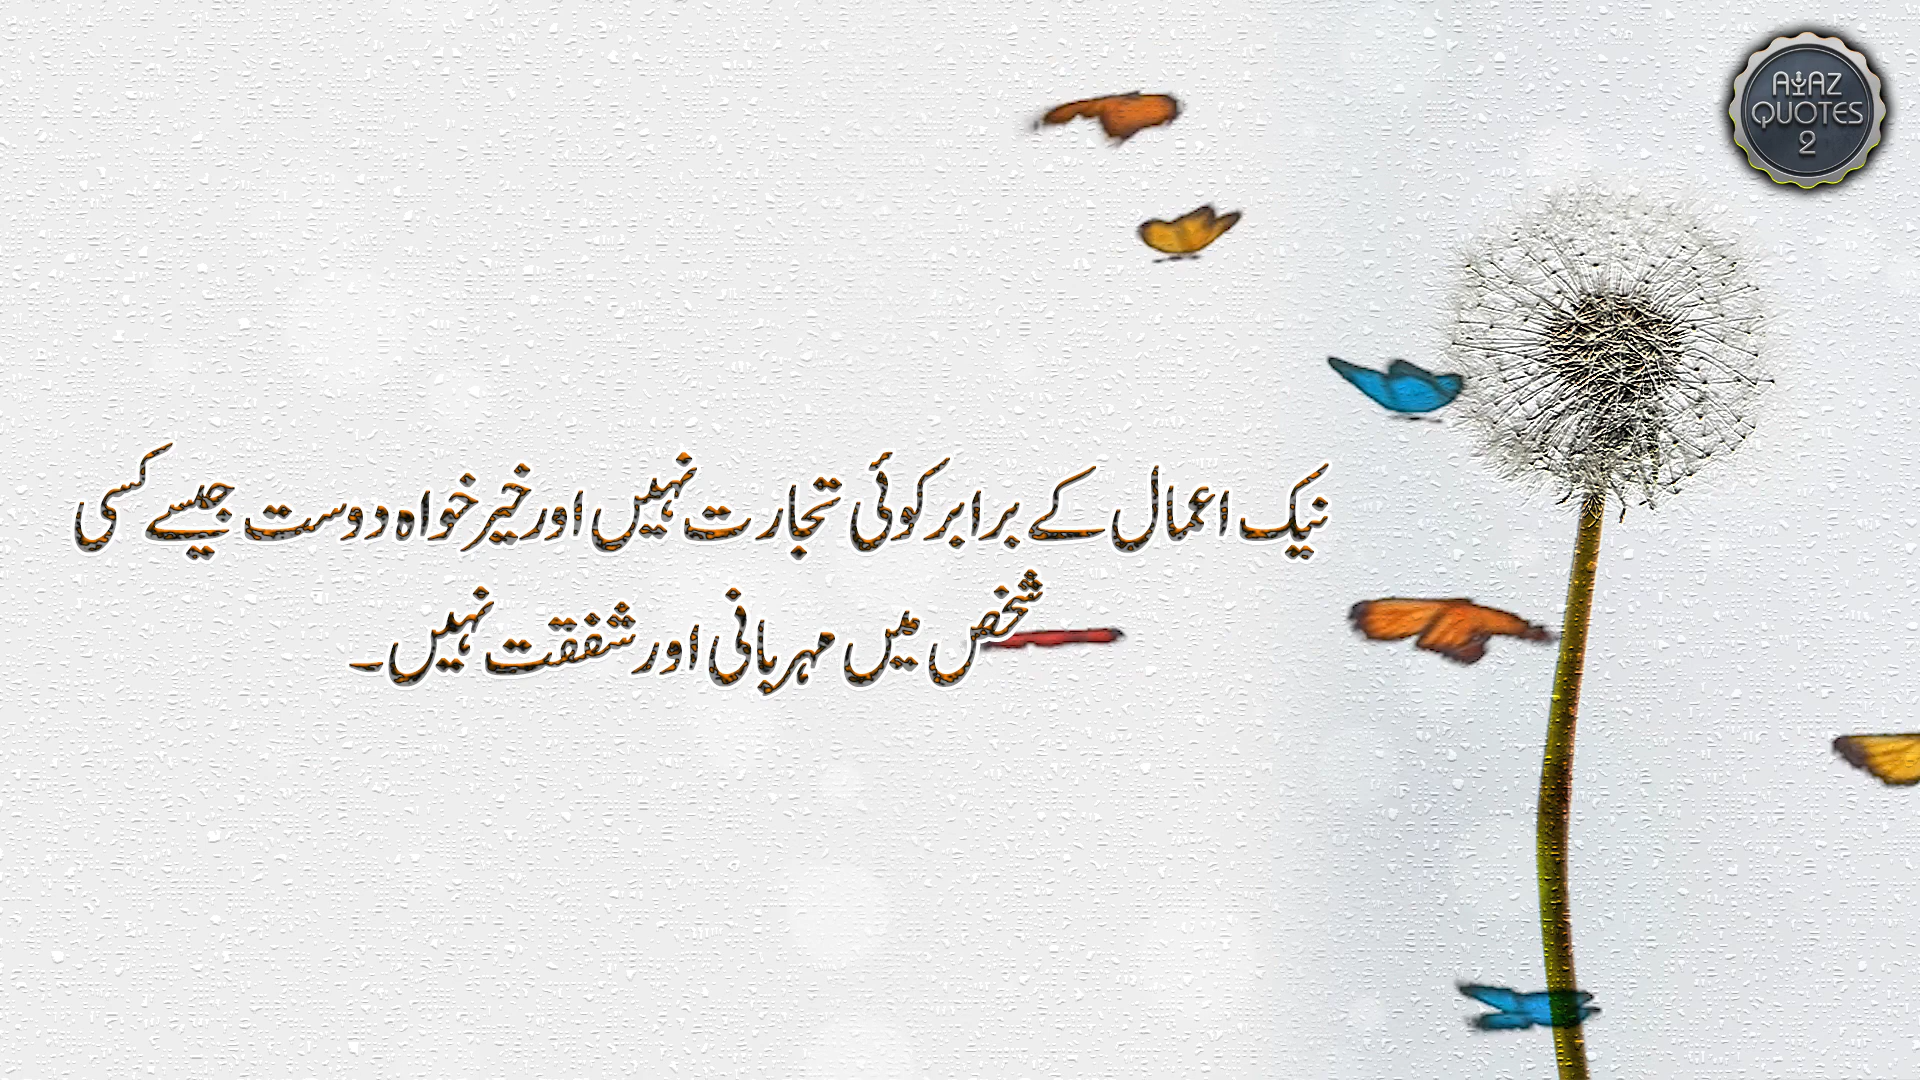 AYAZ
QUOTES
2
نیک اعمال کے برابر کوئی تجارت نہیں اور خیر خواہ دوست جیسے کسی
شخص میں مہربانی اور شفقت نہیں۔